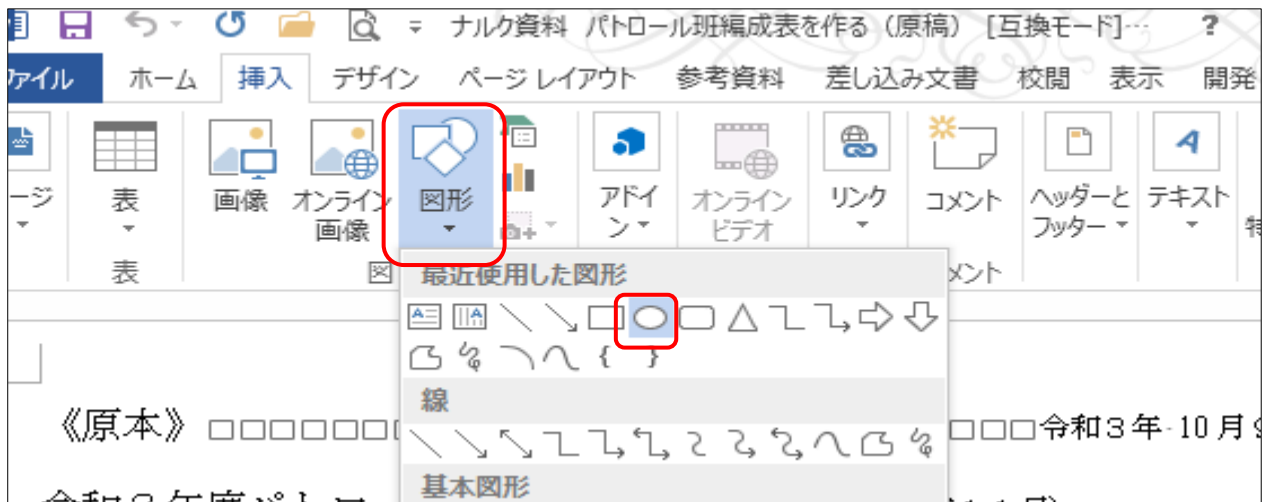 ナルク資料 パトロール班編成表を作る（原稿） [互換モード]… ?
ファイル ホーム 挿入 デザイン ページ レイアウト 参考資料 差し込み文書 校閲 表示 開発
ージ 表 画像 オンライン 図形 アドイ オンライン リンク コメント ヘッダーと テキスト
画像 ン ビデオ フッター
表
最近使用した図形
線
《原本》 □□□□□□ □□□令和３年 10 月
基本図形